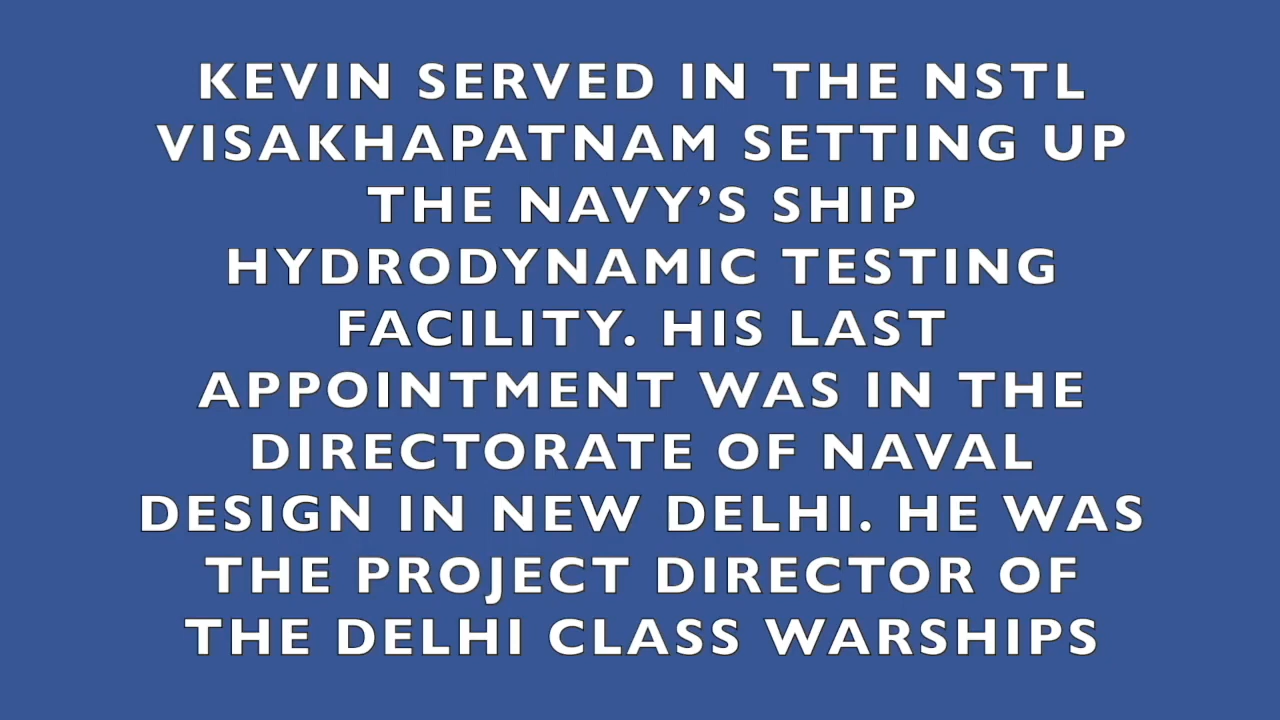 KEVIN SERVED IN THE NSTL
VISAKHAPATNAM SETTING UP
THE NAVY’S SHIP
HYDRODYNAMIC TESTING
FACILITY. HIS LAST
APPOINTMENT WAS IN THE
DIRECTORATE OF NAVAL
DESIGN IN NEW DELHI. HE WAS
THE PROJECT DIRECTOR OF
THE DELHI CLASS WARSHIPS